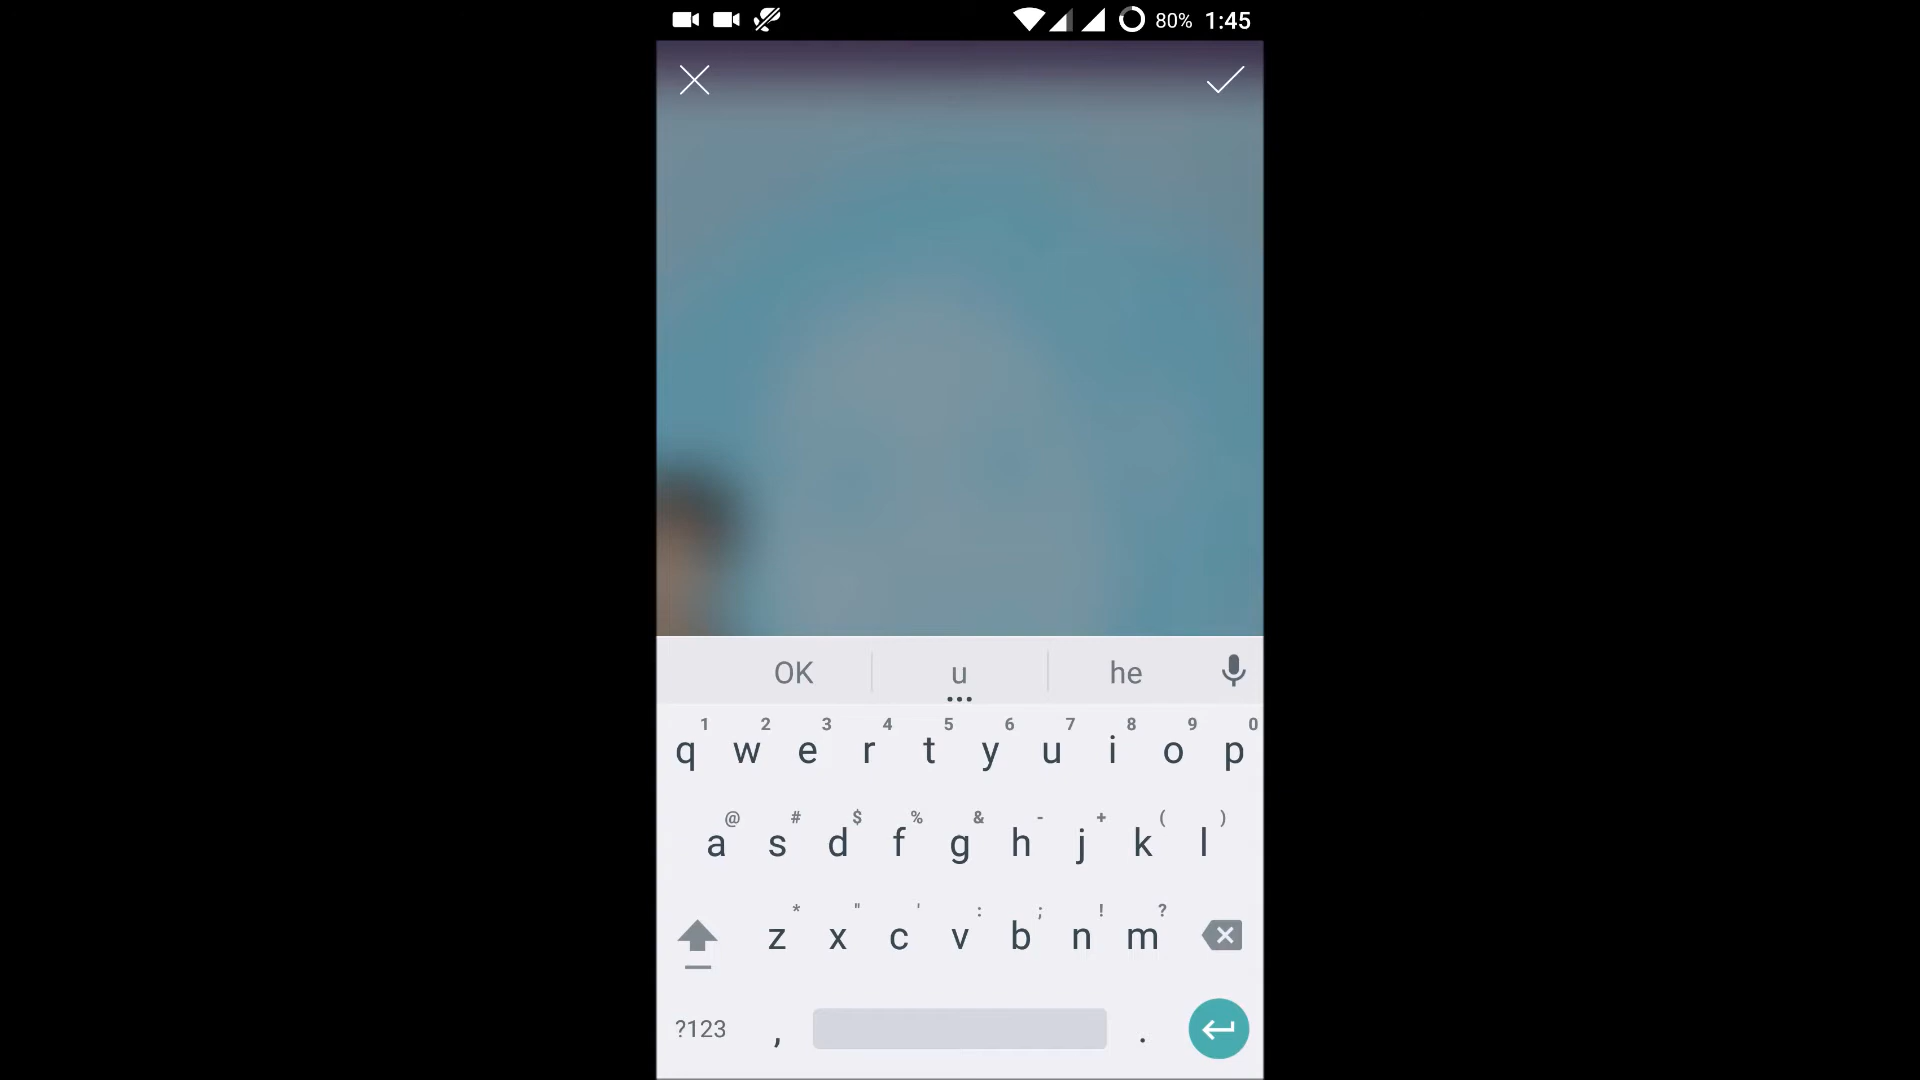 80% 1:45
OK u he
1 2 3 4 5 6 7 8 9 0
q w e r t y u i o p
@ # $ % & - + ( )
a s d f g h j k l
* " ' : ; ! ?
z x c v b n m
?123 , .